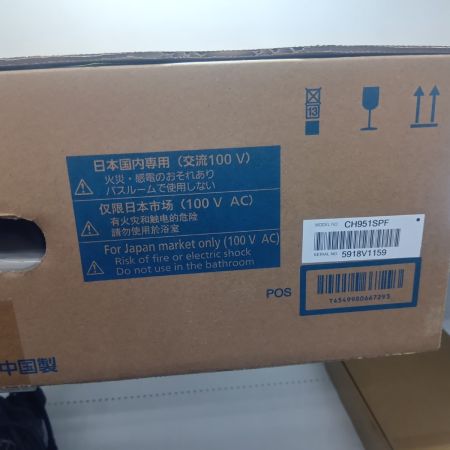 13
日本国内専用（交流100 V）
火災・感電のおそれあり
バスルームで使用しない
仅限日本市场（100 V AC）
有火灾和触电的危险
請勿使用於浴室
For Japan market only (100 V AC)
Risk of fire or electric shock
Do not use in the bathroom
MODEL NO. CH951SPF
SERIAL NO. 5918V1159
POS
T4549980667293
中国製